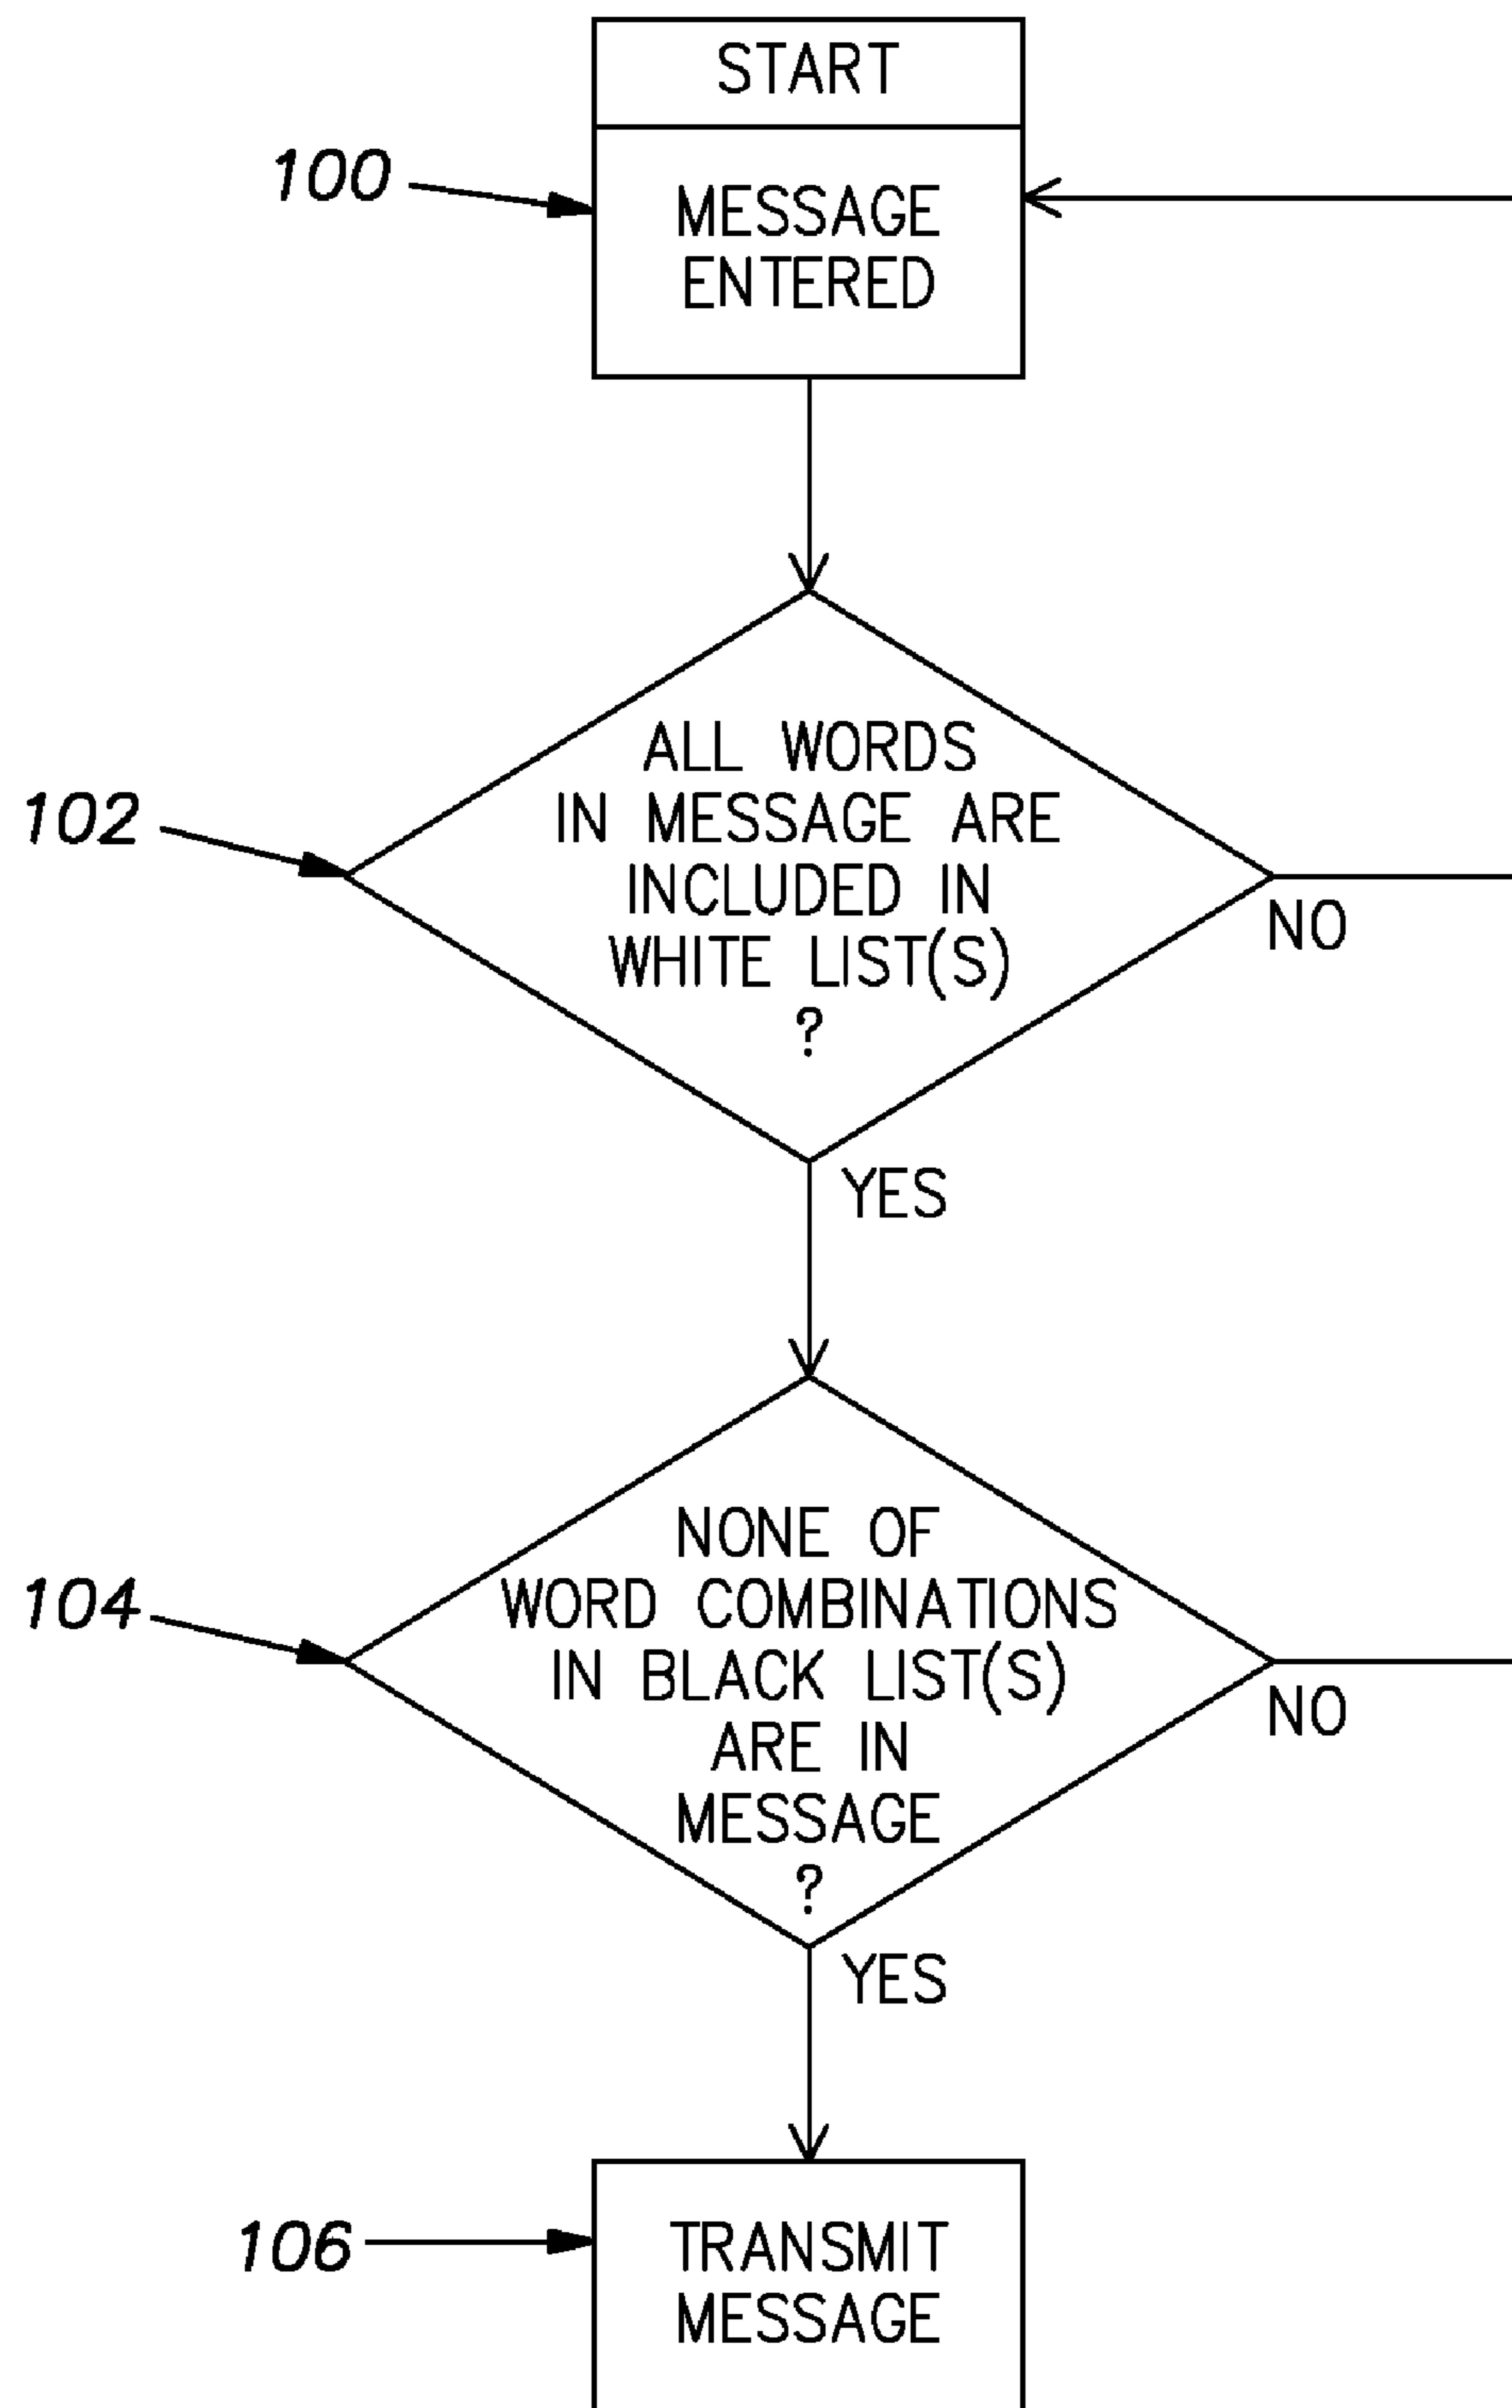 START
100
MESSAGE
ENTERED
102
ALL WORDS
IN MESSAGE ARE
INCLUDED IN
WHITE LIST(S)
?
NO
YES
104
NONE OF
WORD COMBINATIONS
IN BLACK LIST(S)
ARE IN
MESSAGE
?
NO
YES
106
TRANSMIT
MESSAGE